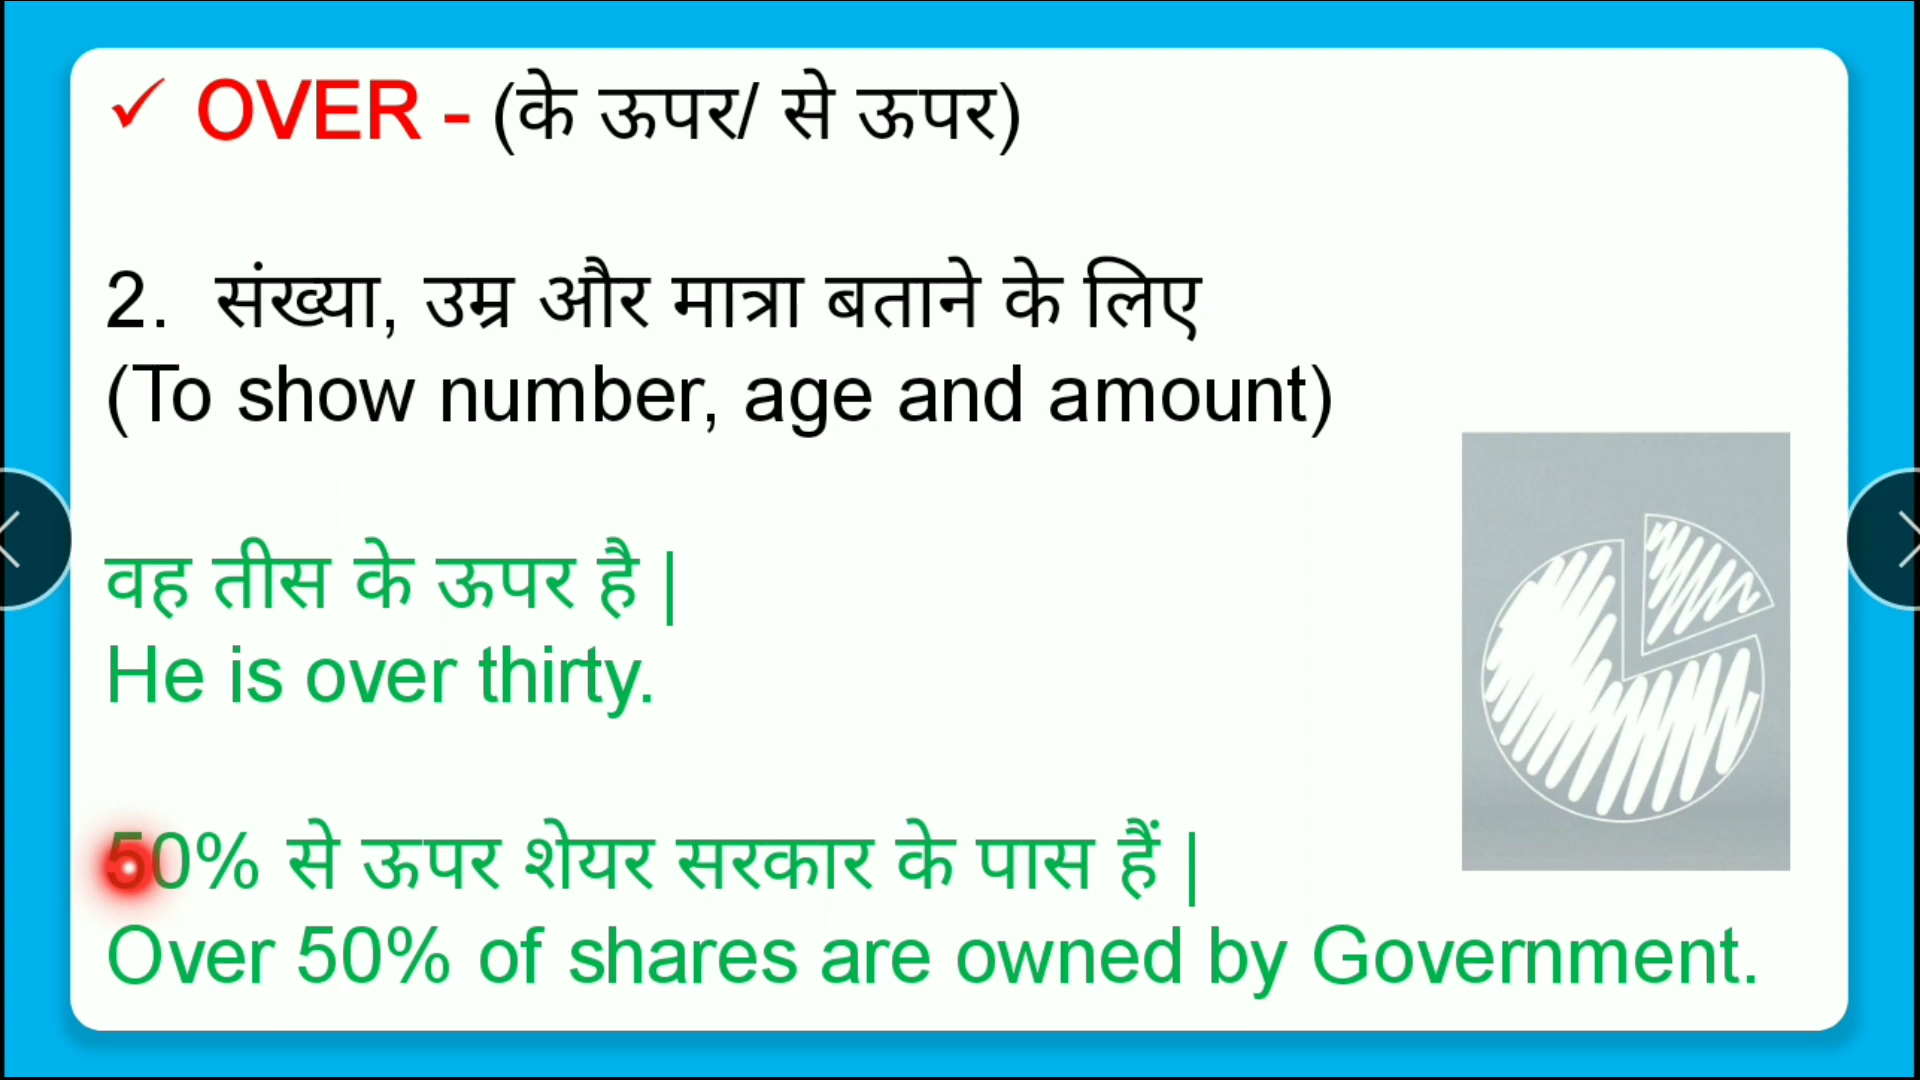 ✓ OVER - (के ऊपर/ से ऊपर)
2. संख्या, उम्र और मात्रा बताने के लिए
(To show number, age and amount)
वह तीस के ऊपर है |
He is over thirty.
50% से ऊपर शेयर सरकार के पास हैं |
Over 50% of shares are owned by Government.